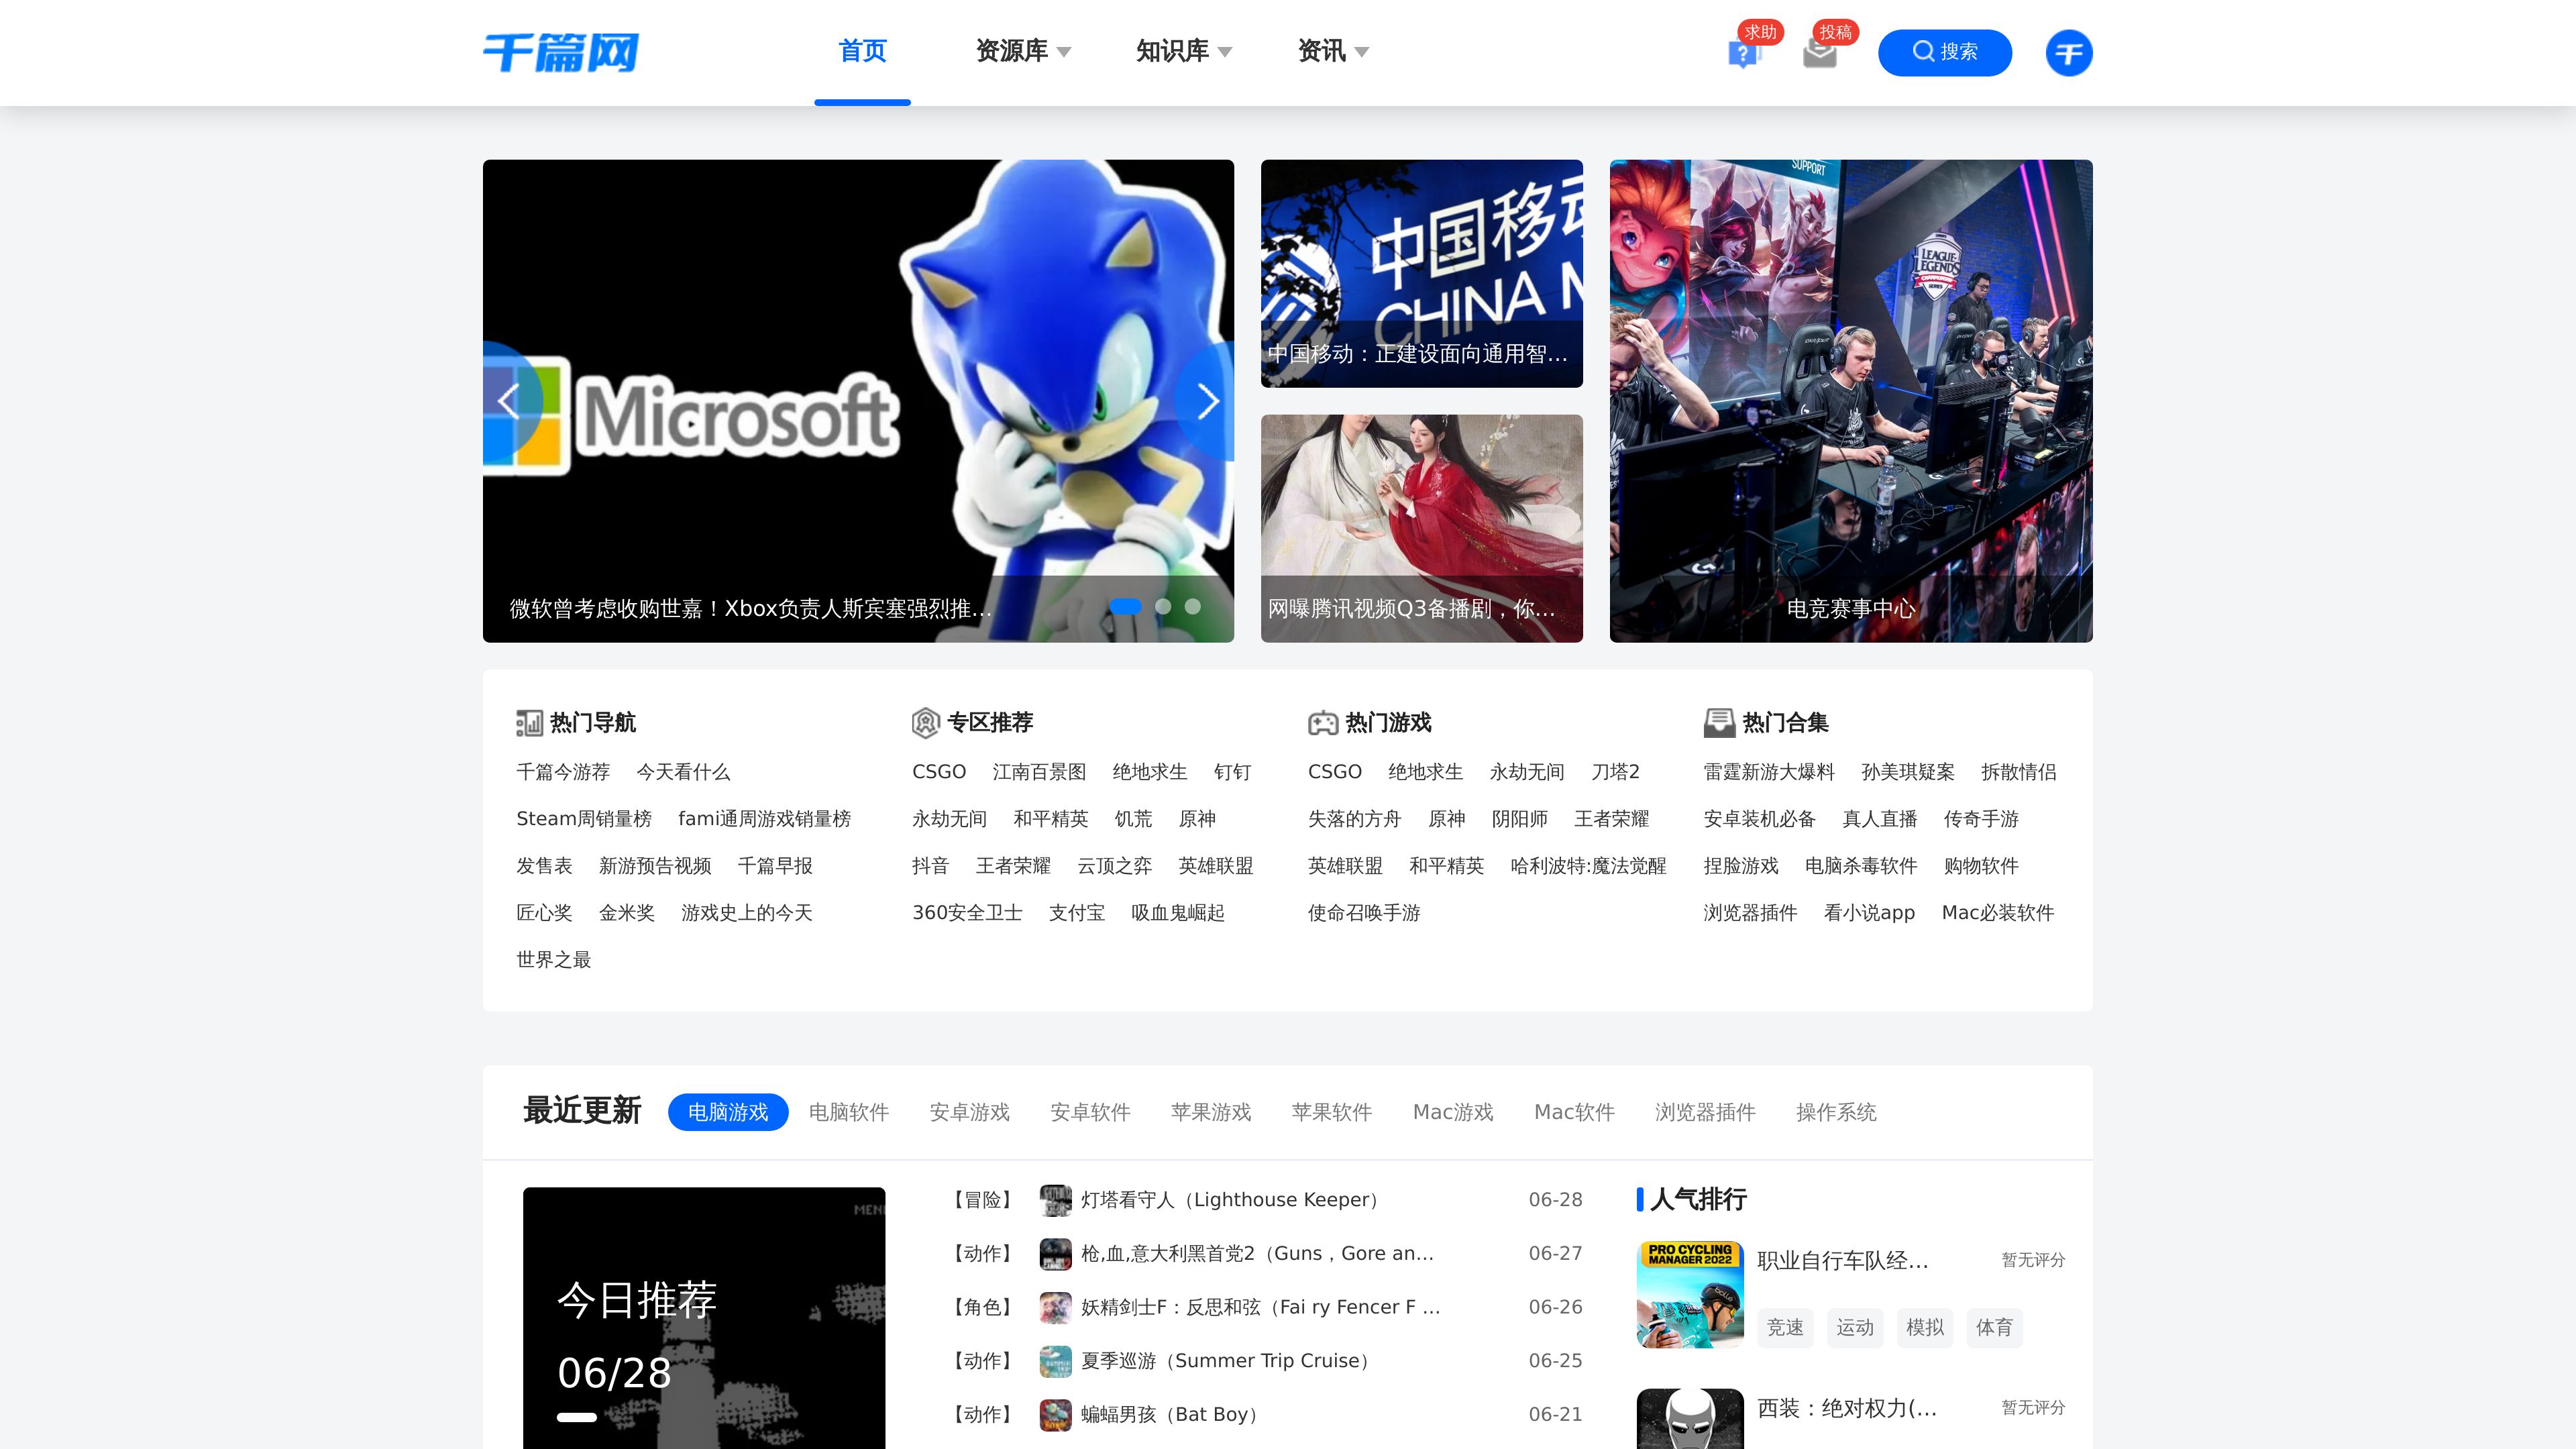 千篇网
首页
资源库
知识库
资讯
求助
投稿
搜索
千
Microsoft
微软曾考虑收购世嘉！Xbox负责人斯宾塞强烈推...
中国移动
CHINA M
中国移动：正建设面向通用智...
网曝腾讯视频Q3备播剧，你...
SUPPORT
LEAGUE
LEGENDS
电竞赛事中心
热门导航
千篇今游荐 今天看什么
Steam周销量榜 fami通周游戏销量榜
发售表 新游预告视频 千篇早报
匠心奖 金米奖 游戏史上的今天
世界之最
专区推荐
CSGO 江南百景图 绝地求生 钉钉
永劫无间 和平精英 饥荒 原神
抖音 王者荣耀 云顶之弈 英雄联盟
360安全卫士 支付宝 吸血鬼崛起
热门游戏
CSGO 绝地求生 永劫无间 刀塔2
失落的方舟 原神 阴阳师 王者荣耀
英雄联盟 和平精英 哈利波特:魔法觉醒
使命召唤手游
热门合集
雷霆新游大爆料 孙美琪疑案 拆散情侣
安卓装机必备 真人直播 传奇手游
捏脸游戏 电脑杀毒软件 购物软件
浏览器插件 看小说app Mac必装软件
最近更新
电脑游戏 电脑软件 安卓游戏 安卓软件 苹果游戏 苹果软件 Mac游戏 Mac软件 浏览器插件 操作系统
今日推荐
06/28
【冒险】 灯塔看守人（Lighthouse Keeper） 06-28
【动作】 枪,血,意大利黑首党2（Guns，Gore an... 06-27
【角色】 妖精剑士F：反思和弦（Fai ry Fencer F ... 06-26
【动作】 夏季巡游（Summer Trip Cruise） 06-25
【动作】 蝙蝠男孩（Bat Boy） 06-21
人气排行
PRO CYCLING
MANAGER 2022
职业自行车队经... 暂无评分
竞速 运动 模拟 体育
西装：绝对权力(... 暂无评分